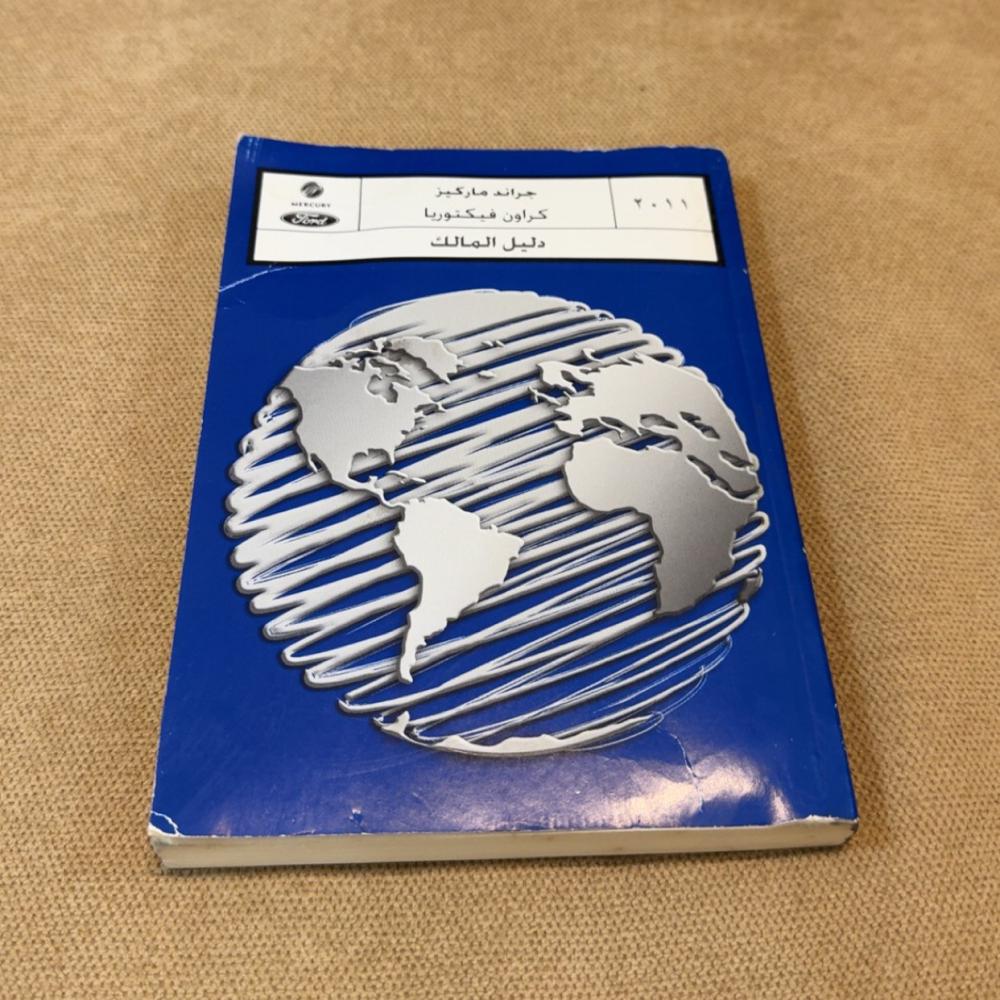 جراند ماركيز
كراون فيكتوريا
٢٠١١
دليل المالك
MERCURY
Ford